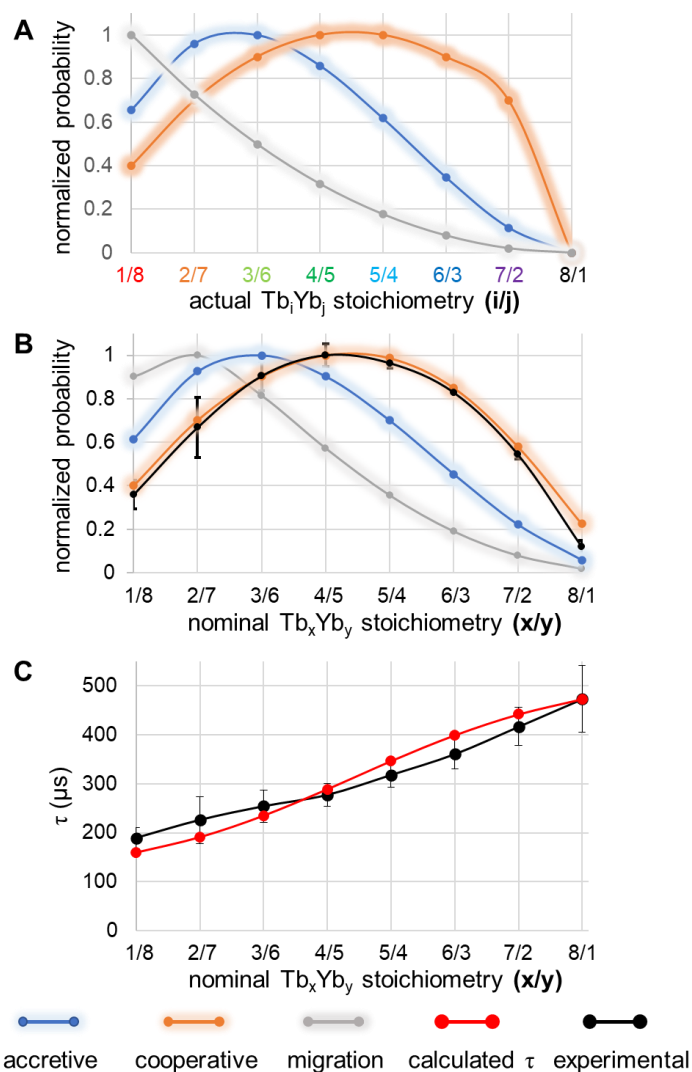 A
normalized probability
1
0.8
0.6
0.4
0.2
0
1/8 2/7 3/6 4/5 5/4 6/3 7/2 8/1
actual TbᵢYbⱼ stoichiometry (i/j)
B
normalized probability
1
0.8
0.6
0.4
0.2
0
1/8 2/7 3/6 4/5 5/4 6/3 7/2 8/1
nominal TbₓYbᵧ stoichiometry (x/y)
C
τ (μs)
500
400
300
200
100
0
1/8 2/7 3/6 4/5 5/4 6/3 7/2 8/1
nominal TbₓYbᵧ stoichiometry (x/y)
accretive cooperative migration calculated τ experimental